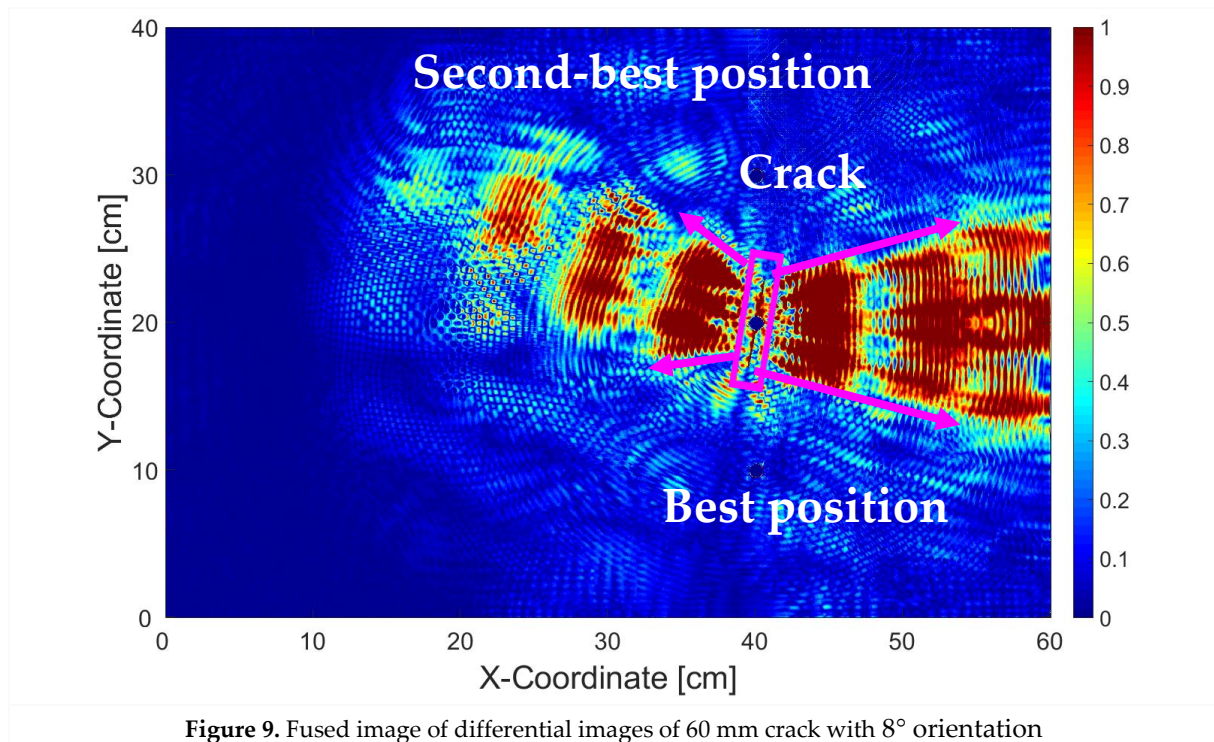 40
30
20
10
0
Y-Coordinate [cm]
Second-best position
Crack
Best position
0 10 20 30 40 50 60
X-Coordinate [cm]
1
0.9
0.8
0.7
0.6
0.5
0.4
0.3
0.2
0.1
0
Figure 9. Fused image of differential images of 60 mm crack with 8° orientation